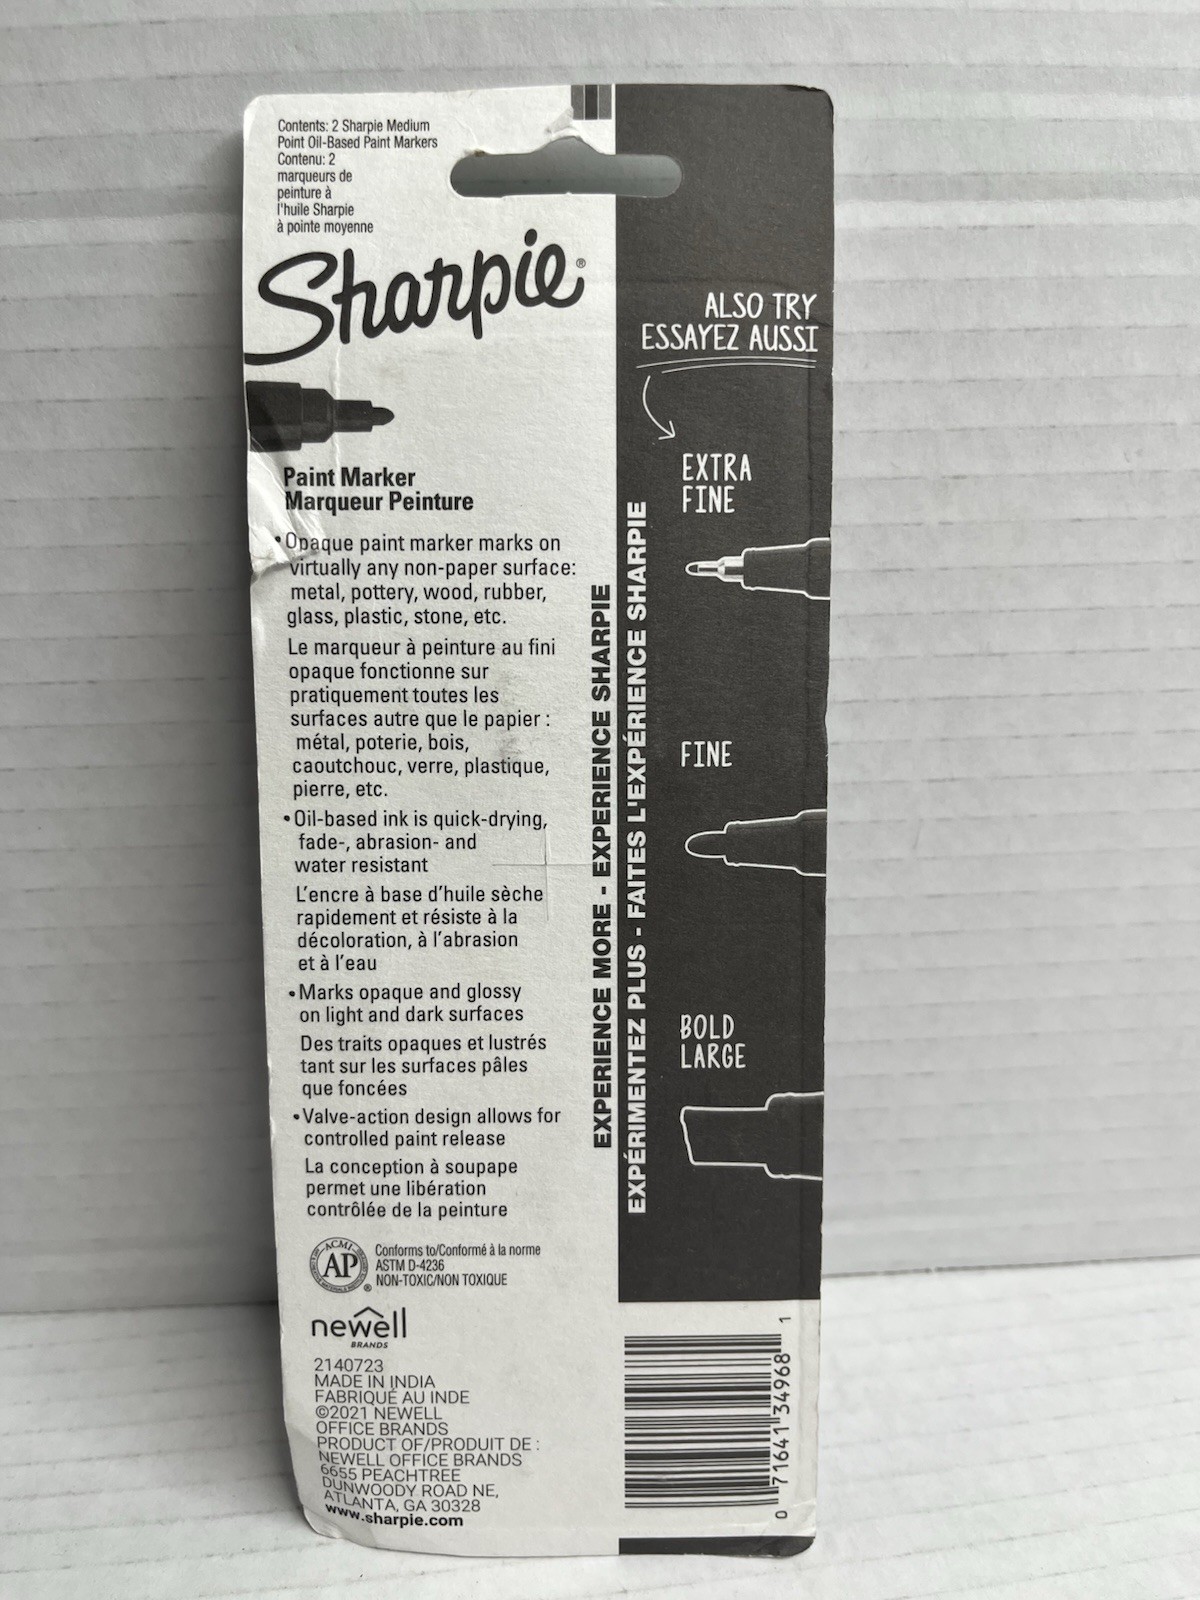 Contents: 2 Sharpie Medium
Point Oil-Based Paint Markers
Contenu: 2
marqueurs de
peinture à
l'huile Sharpie
à pointe moyenne
Sharpie®
Paint Marker
Marqueur Peinture
•Opaque paint marker marks on
virtually any non-paper surface:
metal, pottery, wood, rubber,
glass, plastic, stone, etc.
Le marqueur à peinture au fini
opaque fonctionne sur
pratiquement toutes les
surfaces autre que le papier :
métal, poterie, bois,
caoutchouc, verre, plastique,
pierre, etc.
•Oil-based ink is quick-drying,
fade-, abrasion- and
water resistant
L'encre à base d'huile sèche
rapidement et résiste à la
décoloration, à l'abrasion
et à l'eau
•Marks opaque and glossy
on light and dark surfaces
Des traits opaques et lustrés
tant sur les surfaces pâles
que foncées
•Valve-action design allows for
controlled paint release
La conception à soupape
permet une libération
contrôlée de la peinture
ACMI
AP
®
Conforms to/Conformé à la norme
ASTM D-4236
NON-TOXIC/NON TOXIQUE
newell
BRANDS
2140723
MADE IN INDIA
FABRIQUÉ AU INDE
©2021 NEWELL
OFFICE BRANDS
PRODUCT OF/PRODUIT DE :
NEWELL OFFICE BRANDS
6655 PEACHTREE
DUNWOODY ROAD NE,
ATLANTA, GA 30328
www.sharpie.com
EXPERIENCE MORE - EXPERIENCE SHARPIE
EXPÉRIMENTEZ PLUS - FAITES L'EXPÉRIENCE SHARPIE
ALSO TRY
ESSAYEZ AUSSI
EXTRA
FINE
FINE
BOLD
LARGE
0 71641 34968 1